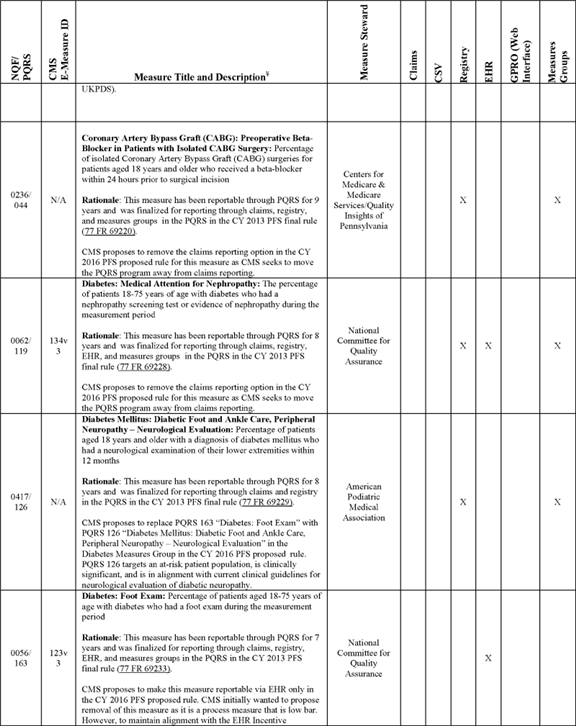 NQF/
PQRS
CMS
E-Measure ID
Measure Title and Description¥
Measure Steward
Claims
CSV
Registry
EHR
GPRO (Web
Interface)
Measures
Groups
UKPDS).
0236/
044
N/A
Coronary Artery Bypass Graft (CABG): Preoperative Beta-
Blocker in Patients with Isolated CABG Surgery: Percentage
of isolated Coronary Artery Bypass Graft (CABG) surgeries for
patients aged 18 years and older who received a beta-blocker
within 24 hours prior to surgical incision
Rationale: This measure has been reportable through PQRS for 9
years and was finalized for reporting through claims, registry,
and measures groups in the PQRS in the CY 2013 PFS final rule
(77 FR 69220).
CMS proposes to remove the claims reporting option in the CY
2016 PFS proposed rule for this measure as CMS seeks to move
the PQRS program away from claims reporting.
Centers for
Medicare &
Medicaid
Services/Quality
Insights of
Pennsylvania
X
X
0062/
119
134v
3
Diabetes: Medical Attention for Nephropathy: The percentage
of patients 18-75 years of age with diabetes who had a
nephropathy screening test or evidence of nephropathy during the
measurement period
Rationale: This measure has been reportable through PQRS for 8
years and was finalized for reporting through claims, registry,
EHR, and measures groups in the PQRS in the CY 2013 PFS
final rule (77 FR 69228).
CMS proposes to remove the claims reporting option in the CY
2016 PFS proposed rule for this measure as CMS seeks to move
the PQRS program away from claims reporting.
National
Committee for
Quality
Assurance
X
X
X
0417/
126
N/A
Diabetes Mellitus: Diabetic Foot and Ankle Care, Peripheral
Neuropathy – Neurological Evaluation: Percentage of patients
aged 18 years and older with a diagnosis of diabetes mellitus who
had a neurological examination of their lower extremities within
12 months
Rationale: This measure has been reportable through PQRS for 8
years and was finalized for reporting through claims and registry
in the PQRS in the CY 2013 PFS final rule (77 FR 69229).
CMS proposes to replace PQRS 163 “Diabetes: Foot Exam” with
PQRS 126 “Diabetes Mellitus: Diabetic Foot and Ankle Care,
Peripheral Neuropathy – Neurological Evaluation” in the
Diabetes Measures Group in the CY 2016 PFS proposed rule.
PQRS 126 targets an at-risk patient population, is clinically
significant, and is in alignment with current clinical guidelines for
neurological evaluation of diabetic neuropathy.
American
Podiatric
Medical
Association
X
X
0056/
163
123v
3
Diabetes: Foot Exam: Percentage of patients aged 18-75 years of
age with diabetes who had a foot exam during the measurement
period
Rationale: This measure has been reportable through PQRS for 7
years and was finalized for reporting through claims, registry,
EHR, and measures groups in the PQRS in the CY 2013 PFS
final rule (77 FR 69233).
CMS proposes to make this measure reportable via EHR only in
the CY 2016 PFS proposed rule. CMS initially wanted to propose
removal of this measure as it is a process measure that is low bar.
However, to maintain alignment with the EHR Incentive
National
Committee for
Quality
Assurance
X